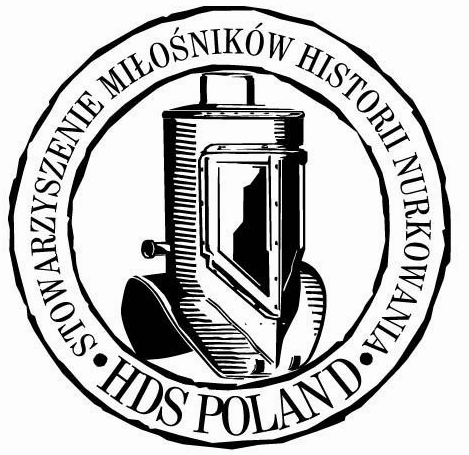 STOWARZYSZENIE MIŁOŚNIKÓW HISTORII NURKOWANIA
• HDS POLAND •